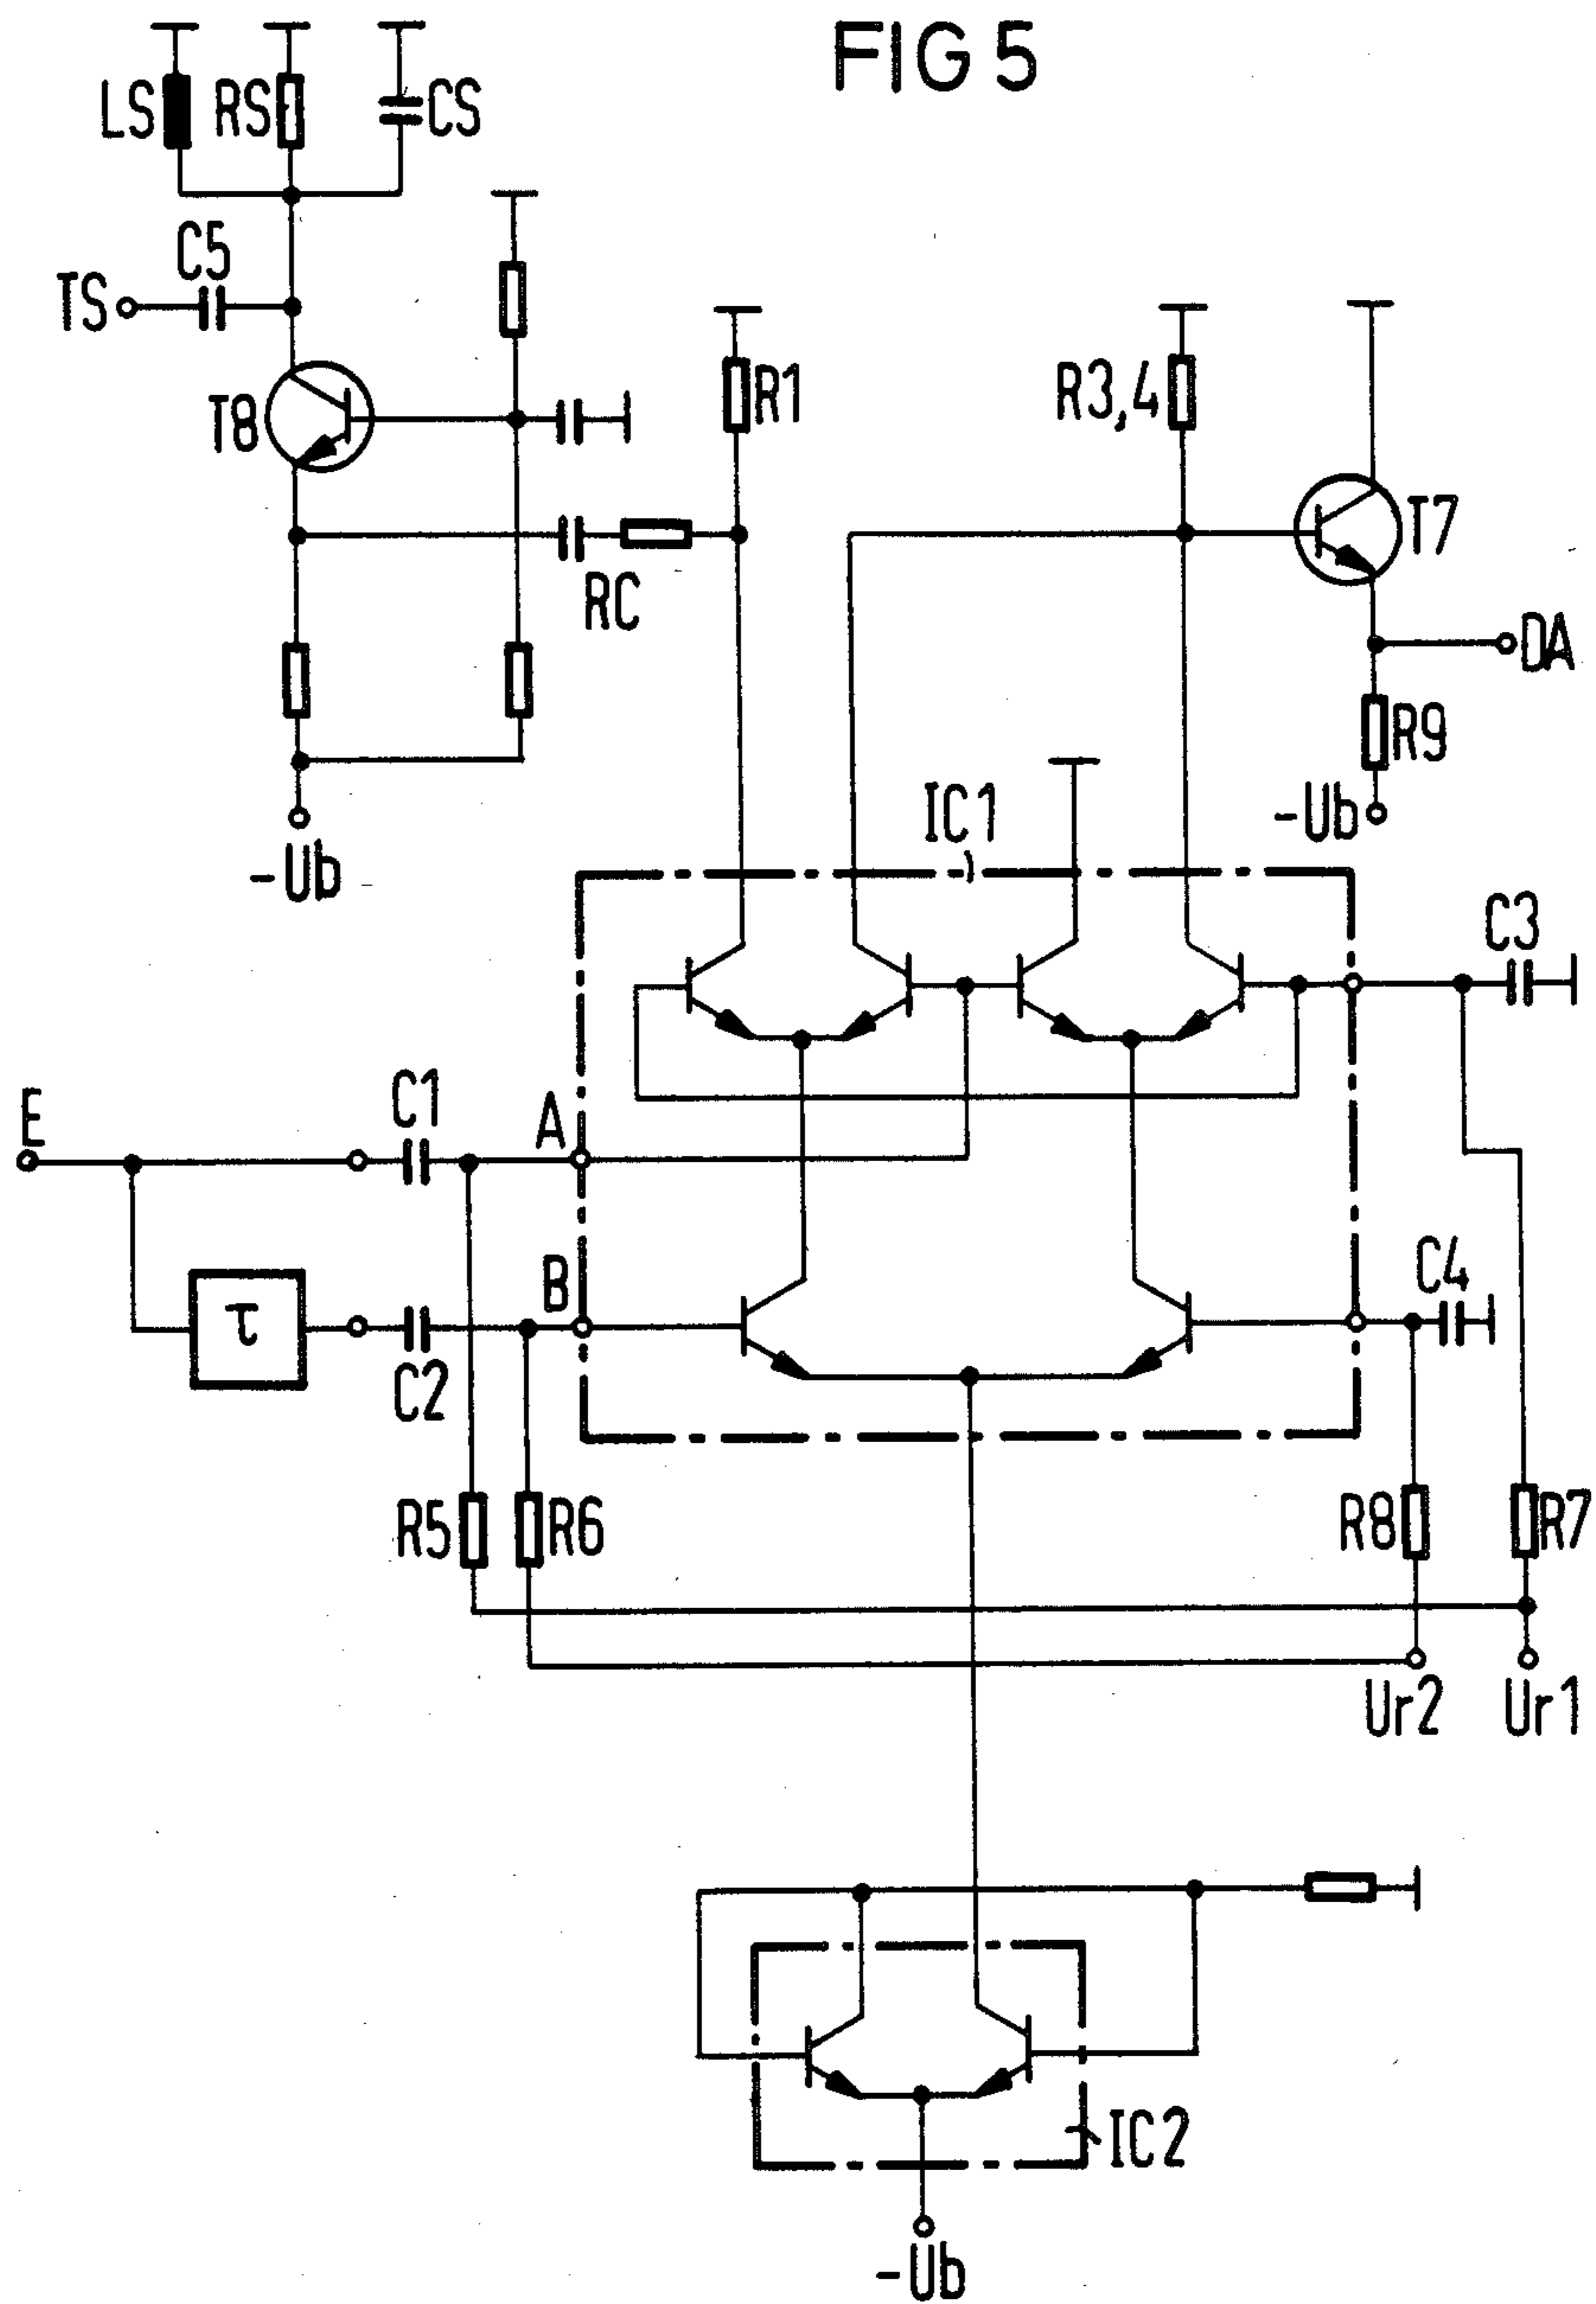 FIG 5
LS
RS
CS
C5
TS
T8
R1
R3,4
T7
RC
DA
R9
-Ub
IC1
-Ub
C3
E
C1
A
B
C4
τ
C2
R5
R6
R8
R7
Ur2
Ur1
IC2
-Ub